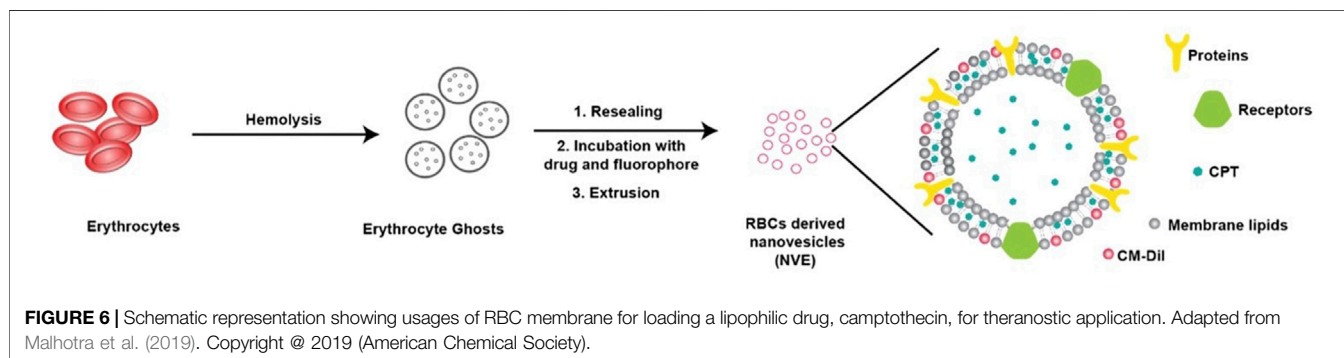 Hemolysis
1. Resealing
2. Incubation with
drug and fluorophore
3. Extrusion
Erythrocytes
Erythrocyte Ghosts
RBCs derived
nanovesicles
(NVE)
Proteins
Receptors
CPT
Membrane lipids
CM-Dil
FIGURE 6 | Schematic representation showing usages of RBC membrane for loading a lipophilic drug, camptothecin, for theranostic application. Adapted from
Malhotra et al. (2019). Copyright @ 2019 (American Chemical Society).